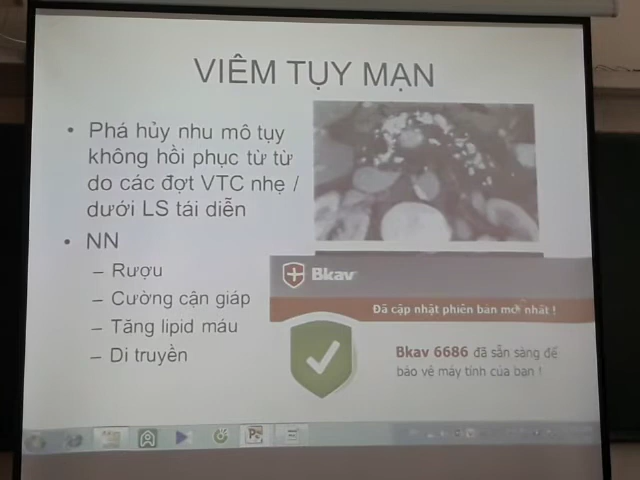 VIÊM TỤY MẠN
• Phá hủy nhu mô tụy
không hồi phục từ từ
do các đợt VTC nhẹ /
dưới LS tái diễn
• NN
– Rượu
– Cường cận giáp
– Tăng lipid máu
– Di truyền
Bkav
Đã cập nhật phiên bản mới nhất !
Bkav 6686 đã sẵn sàng để
bảo vệ máy tính của bạn !